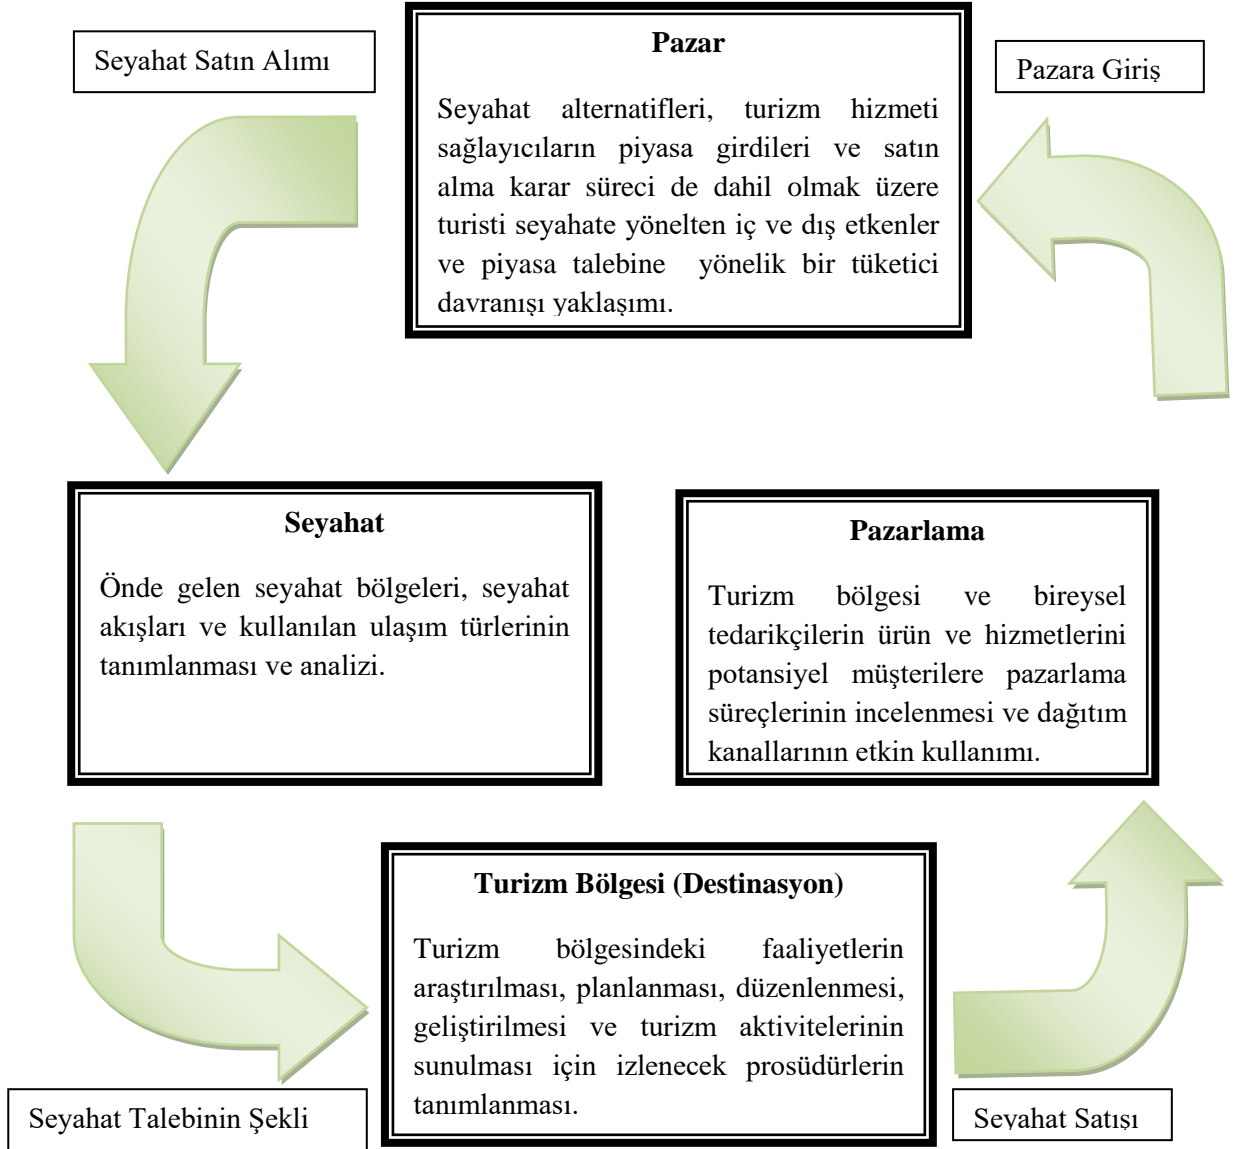 Seyahat Satın Alımı
Pazar
Pazara Giriş
Seyahat alternatifleri, turizm hizmeti
sağlayıcıların piyasa girdileri ve satın
alma karar süreci de dahil olmak üzere
turisti seyahate yönelten iç ve dış etkenler
ve piyasa talebine yönelik bir tüketici
davranışı yaklaşımı.
Seyahat
Önde gelen seyahat bölgeleri, seyahat
akışları ve kullanılan ulaşım türlerinin
tanımlanması ve analizi.
Pazarlama
Turizm bölgesi ve bireysel
tedarikçilerin ürün ve hizmetlerini
potansiyel müşterilere pazarlama
süreçlerinin incelenmesi ve dağıtım
kanallarının etkin kullanımı.
Turizm Bölgesi (Destinasyon)
Turizm bölgesindeki faaliyetlerin
araştırılması, planlanması, düzenlenmesi,
geliştirilmesi ve turizm aktivitelerinin
sunulması için izlenecek prosüdürlerin
tanımlanması.
Seyahat Talebinin Şekli
Seyahat Satışı